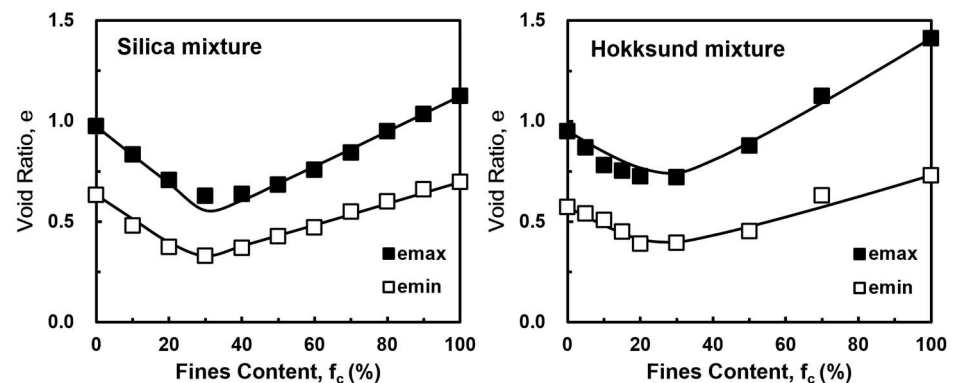 Silica mixture
Void Ratio, e
1.5
1.0
0.5
0.0
emax
emin
0 20 40 60 80 100
Fines Content, fc (%)
Hokksund mixture
Void Ratio, e
1.5
1.0
0.5
0.0
emax
emin
0 20 40 60 80 100
Fines Content, fc (%)